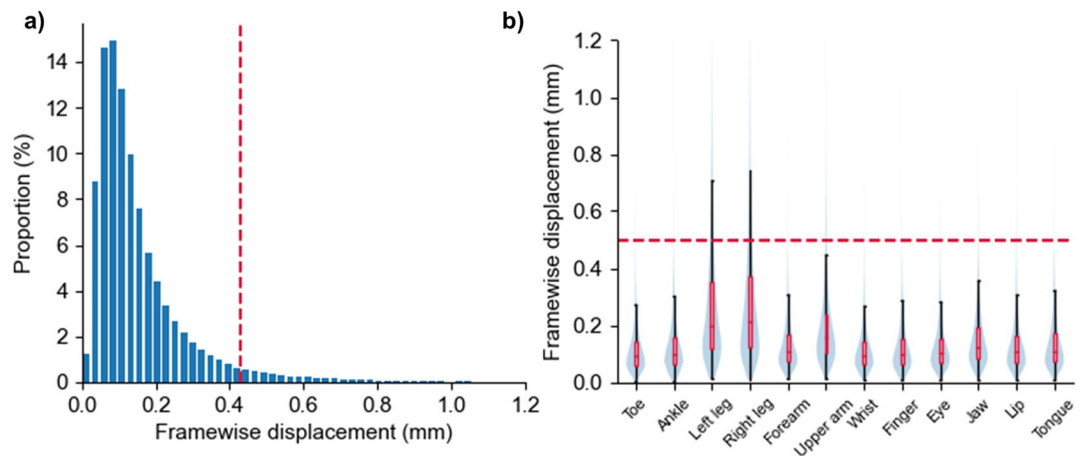 a)
Proportion (%)
14
12
10
8
6
4
2
0
0.0 0.2 0.4 0.6 0.8 1.0 1.2
Framewise displacement (mm)
b)
Framewise displacement (mm)
1.2
1.0
0.8
0.6
0.4
0.2
0.0
Toe
Ankle
Left leg
Right leg
Forearm
Upper arm
Wrist
Finger
Eye
Jaw
Lip
Tongue